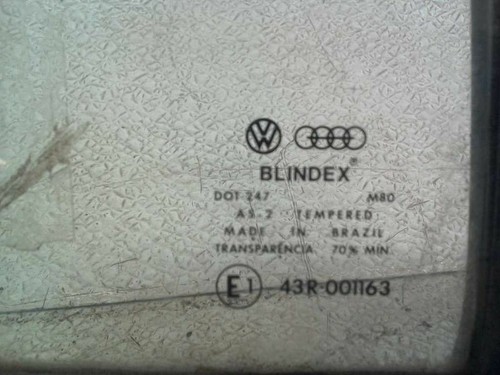 BLINDEX®
DOT 247 M80
AS-2 TEMPERED
MADE IN BRAZIL
TRANSPARÊNCIA 70% MIN
E1 43R-001163